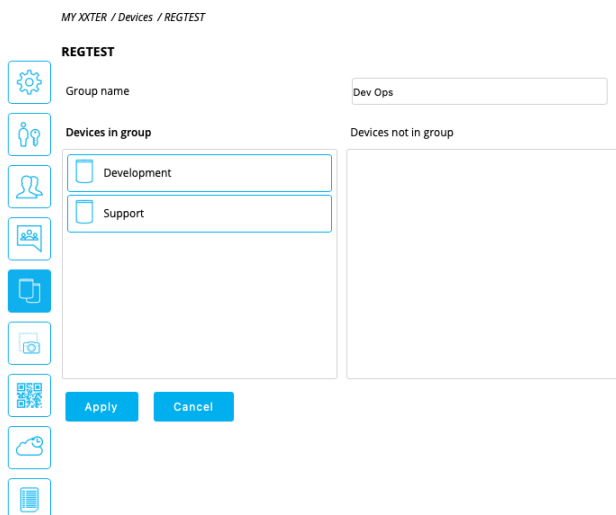 MY XXTER / Devices / REGTEST
REGTEST
Group name
Dev Ops
Devices in group
Devices not in group
Development
Support
Apply
Cancel